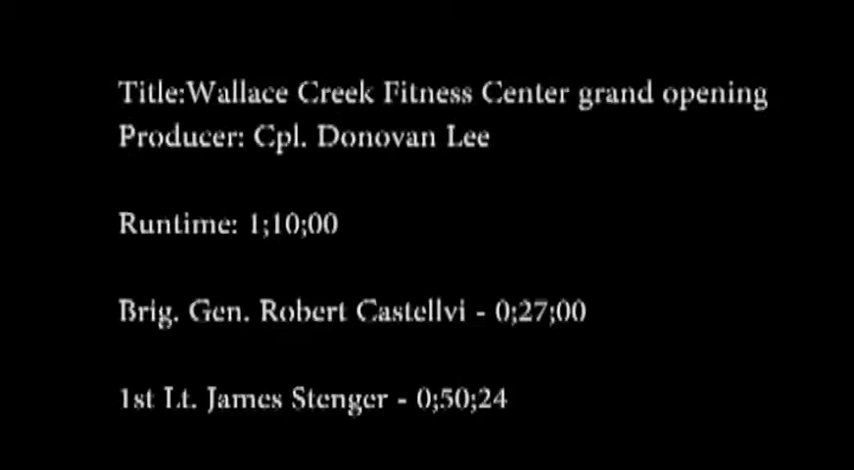 Title:Wallace Creek Fitness Center grand opening
Producer: Cpl. Donovan Lee
Runtime: 1;10;00
Brig. Gen. Robert Castellvi - 0;27;00
1st Lt. James Stenger - 0;50;24